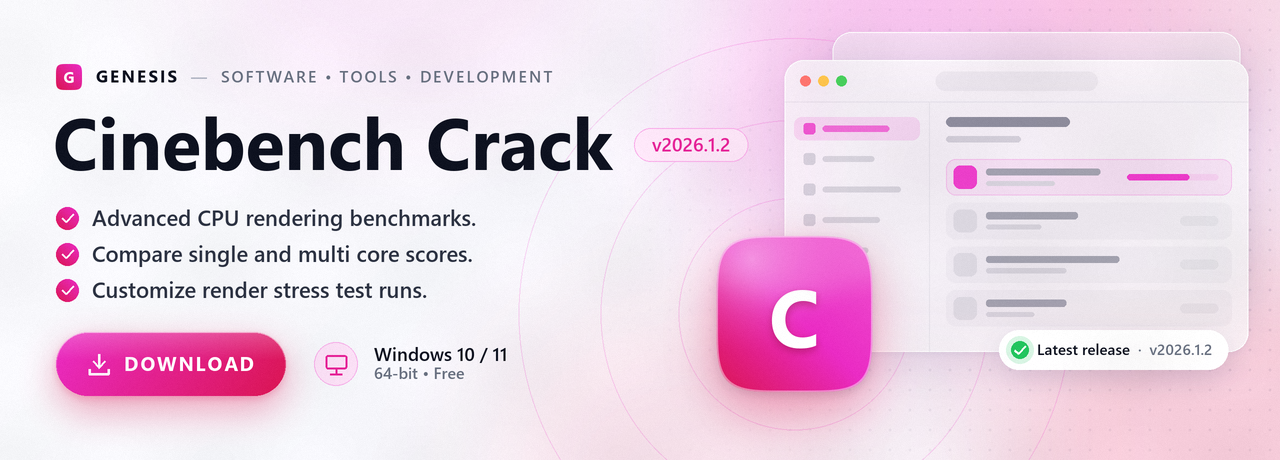 G GENESIS — SOFTWARE • TOOLS • DEVELOPMENT
Cinebench Crack v2026.1.2
Advanced CPU rendering benchmarks.
Compare single and multi core scores.
Customize render stress test runs.
DOWNLOAD
Windows 10 / 11
64-bit • Free
C
Latest release · v2026.1.2